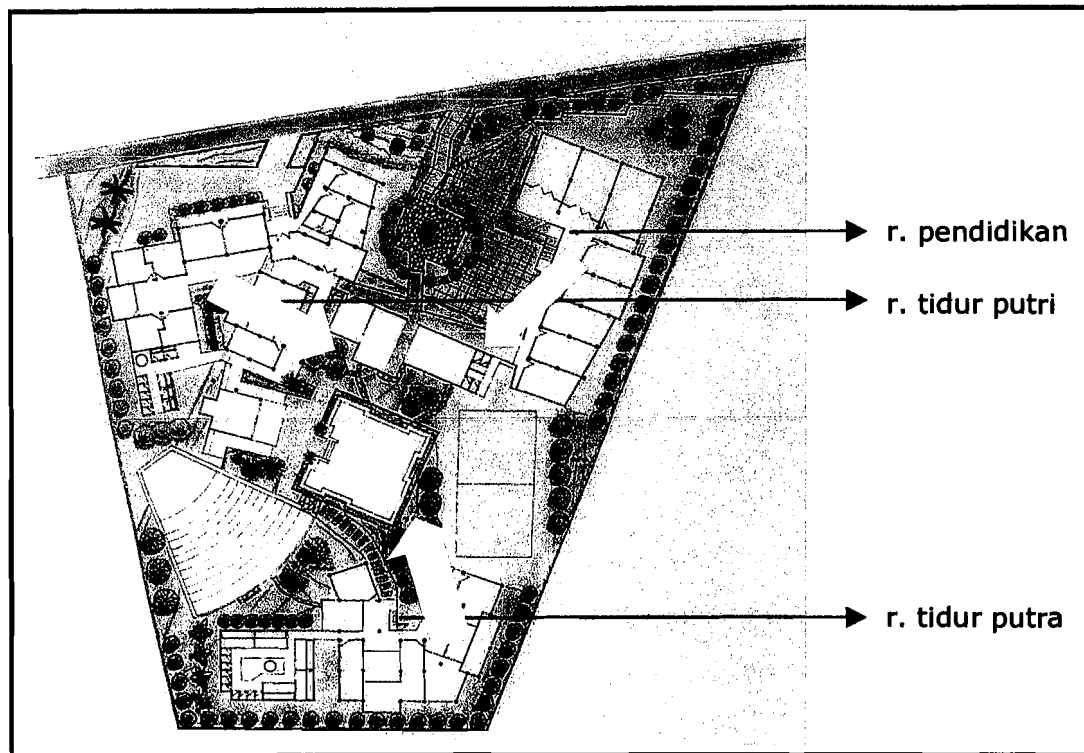 r. pendidikan
r. tidur putri
r. tidur putra